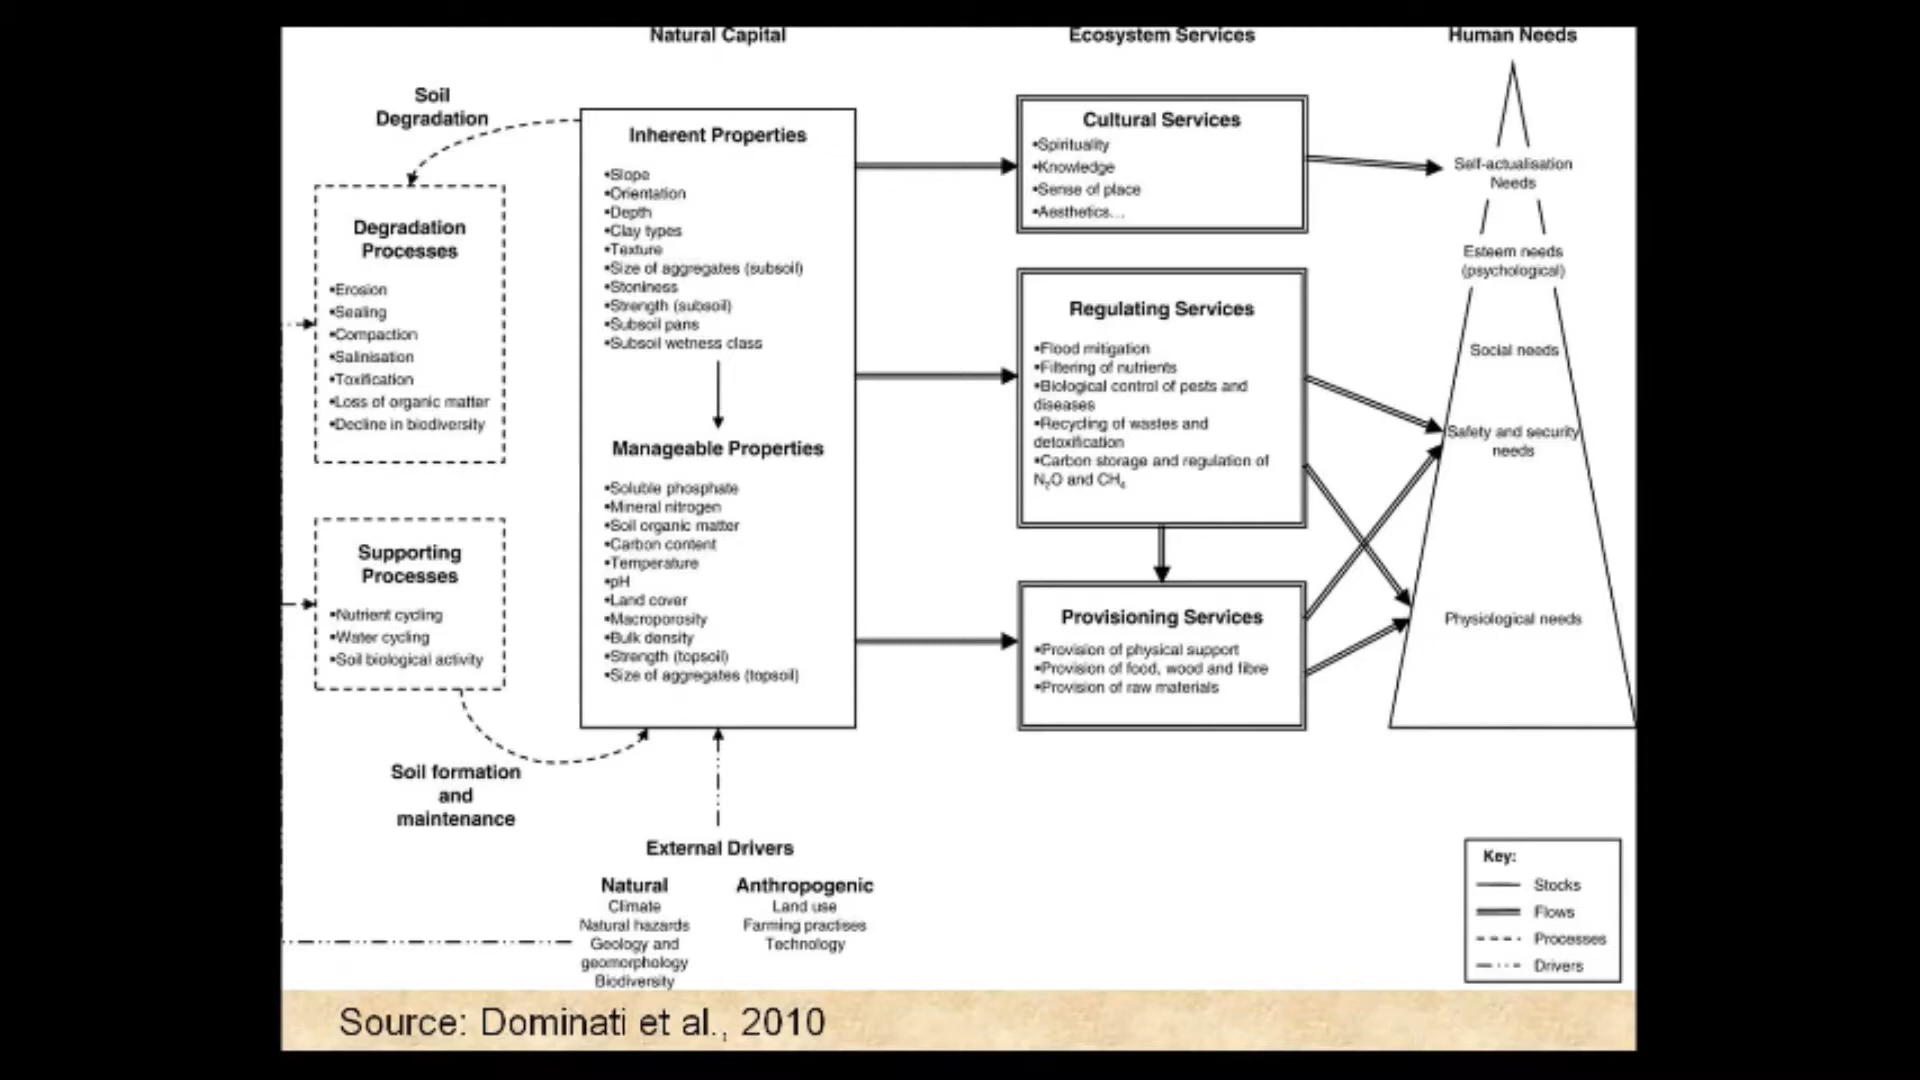 Natural Capital
Ecosystem Services
Human Needs
Soil
Degradation
Degradation
Processes
•Erosion
•Sealing
•Compaction
•Salinisation
•Toxification
•Loss of organic matter
•Decline in biodiversity
Supporting
Processes
•Nutrient cycling
•Water cycling
•Soil biological activity
Soil formation
and
maintenance
Inherent Properties
•Slope
•Orientation
•Depth
•Clay types
•Texture
•Size of aggregates (subsoil)
•Stoniness
•Strength (subsoil)
•Subsoil pans
•Subsoil wetness class
Manageable Properties
•Soluble phosphate
•Mineral nitrogen
•Soil organic matter
•Carbon content
•Temperature
•pH
•Land cover
•Macroporosity
•Bulk density
•Strength (topsoil)
•Size of aggregates (topsoil)
External Drivers
Natural
Climate
Natural hazards
Geology and
geomorphology
Biodiversity
Anthropogenic
Land use
Farming practises
Technology
Cultural Services
•Spirituality
•Knowledge
•Sense of place
•Aesthetics...
Regulating Services
•Flood mitigation
•Filtering of nutrients
•Biological control of pests and
diseases
•Recycling of wastes and
detoxification
•Carbon storage and regulation of
N₂O and CH₄
Provisioning Services
•Provision of physical support
•Provision of food, wood and fibre
•Provision of raw materials
Self-actualisation
Needs
Esteem needs
(psychological)
Social needs
Safety and security
needs
Physiological needs
Key:
Stocks
Flows
Processes
Drivers
Source: Dominati et al., 2010